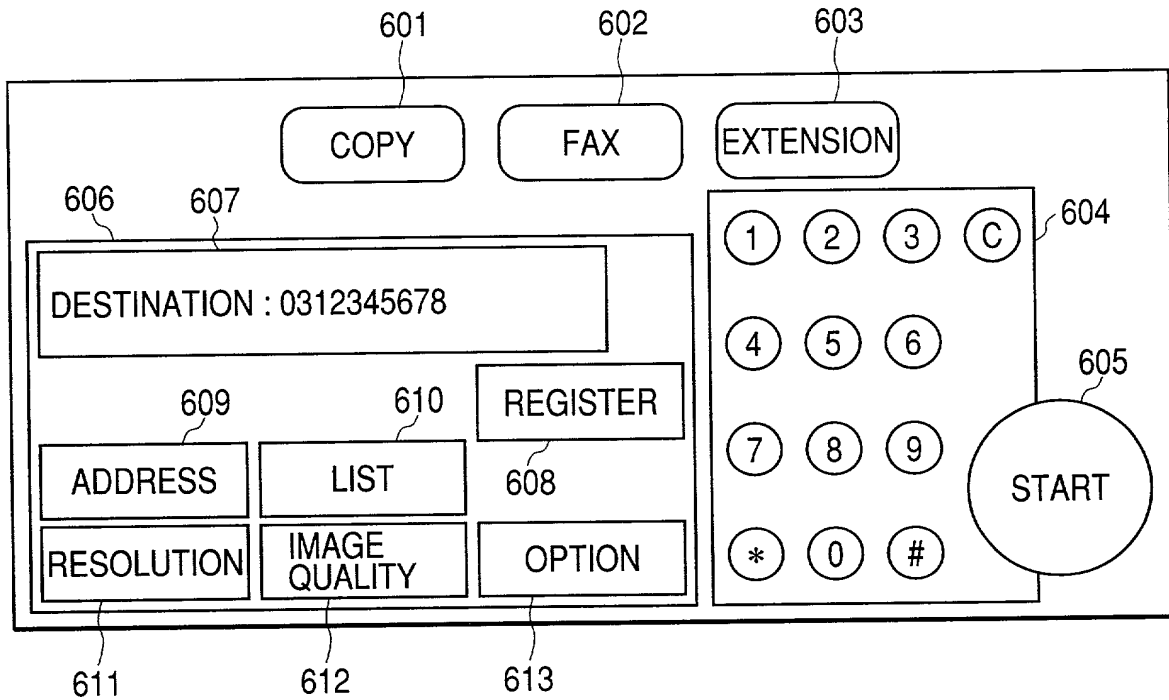 601 602 603
COPY FAX EXTENSION
606 607
604
1 2 3 C
DESTINATION : 0312345678
4 5 6
605
REGISTER
609 610
7 8 9
ADDRESS LIST
608
START
RESOLUTION
IMAGE
QUALITY
OPTION
* 0 #
611 612 613